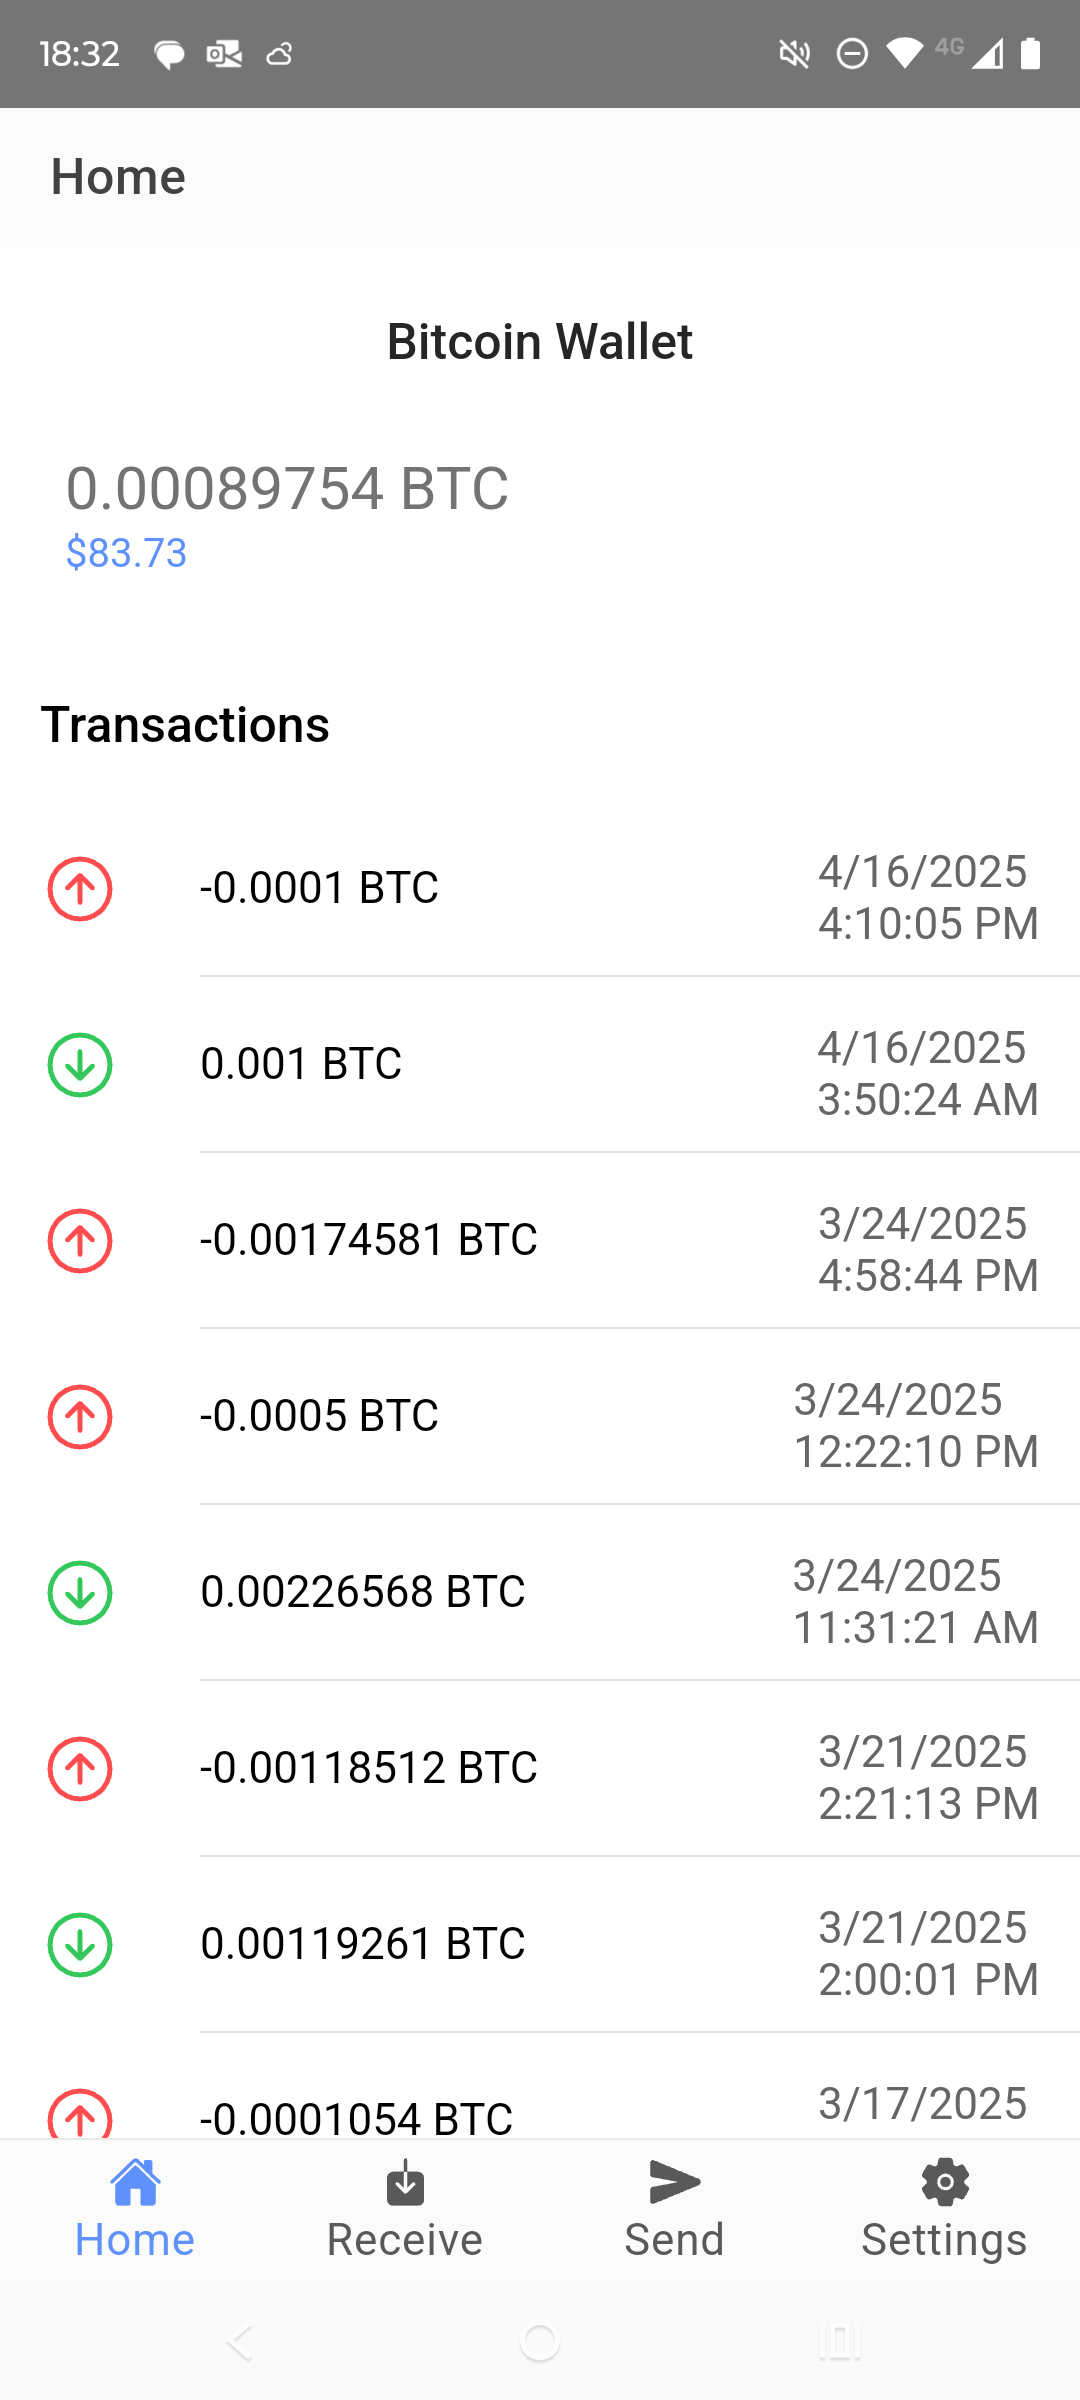 18:32
4G
Home
Bitcoin Wallet
0.00089754 BTC
$83.73
Transactions
-0.0001 BTC
4/16/2025
4:10:05 PM
0.001 BTC
4/16/2025
3:50:24 AM
-0.00174581 BTC
3/24/2025
4:58:44 PM
-0.0005 BTC
3/24/2025
12:22:10 PM
0.00226568 BTC
3/24/2025
11:31:21 AM
-0.00118512 BTC
3/21/2025
2:21:13 PM
0.00119261 BTC
3/21/2025
2:00:01 PM
-0.0001054 BTC
3/17/2025
Home
Receive
Send
Settings